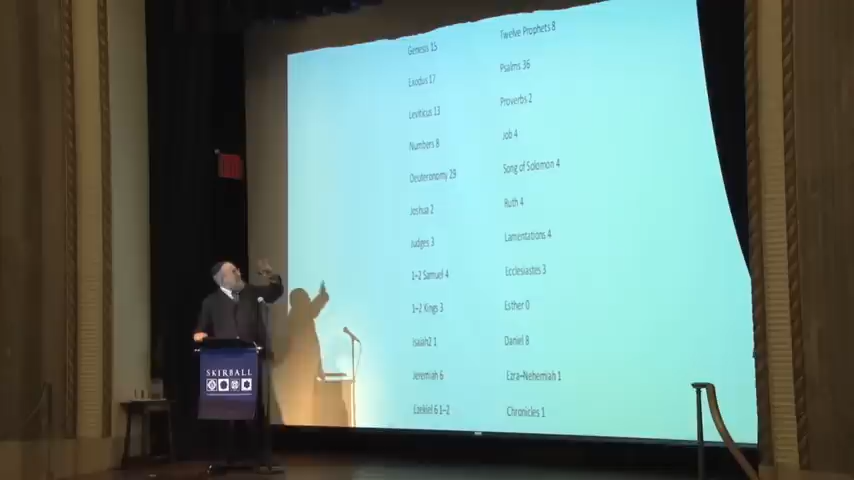 Genesis 15
Exodus 17
Leviticus 13
Numbers 8
Deuteronomy 29
Joshua 2
Judges 3
1-2 Samuel 4
1-2 Kings 3
Isaiah2 1
Jeremiah 6
Ezekiel 6 1-2
Twelve Prophets 8
Psalms 36
Proverbs 2
Job 4
Song of Solomon 4
Ruth 4
Lamentations 4
Ecclesiastes 3
Esther 0
Daniel 8
Ezra-Nehemiah 1
Chronicles 1
SKIRBALL